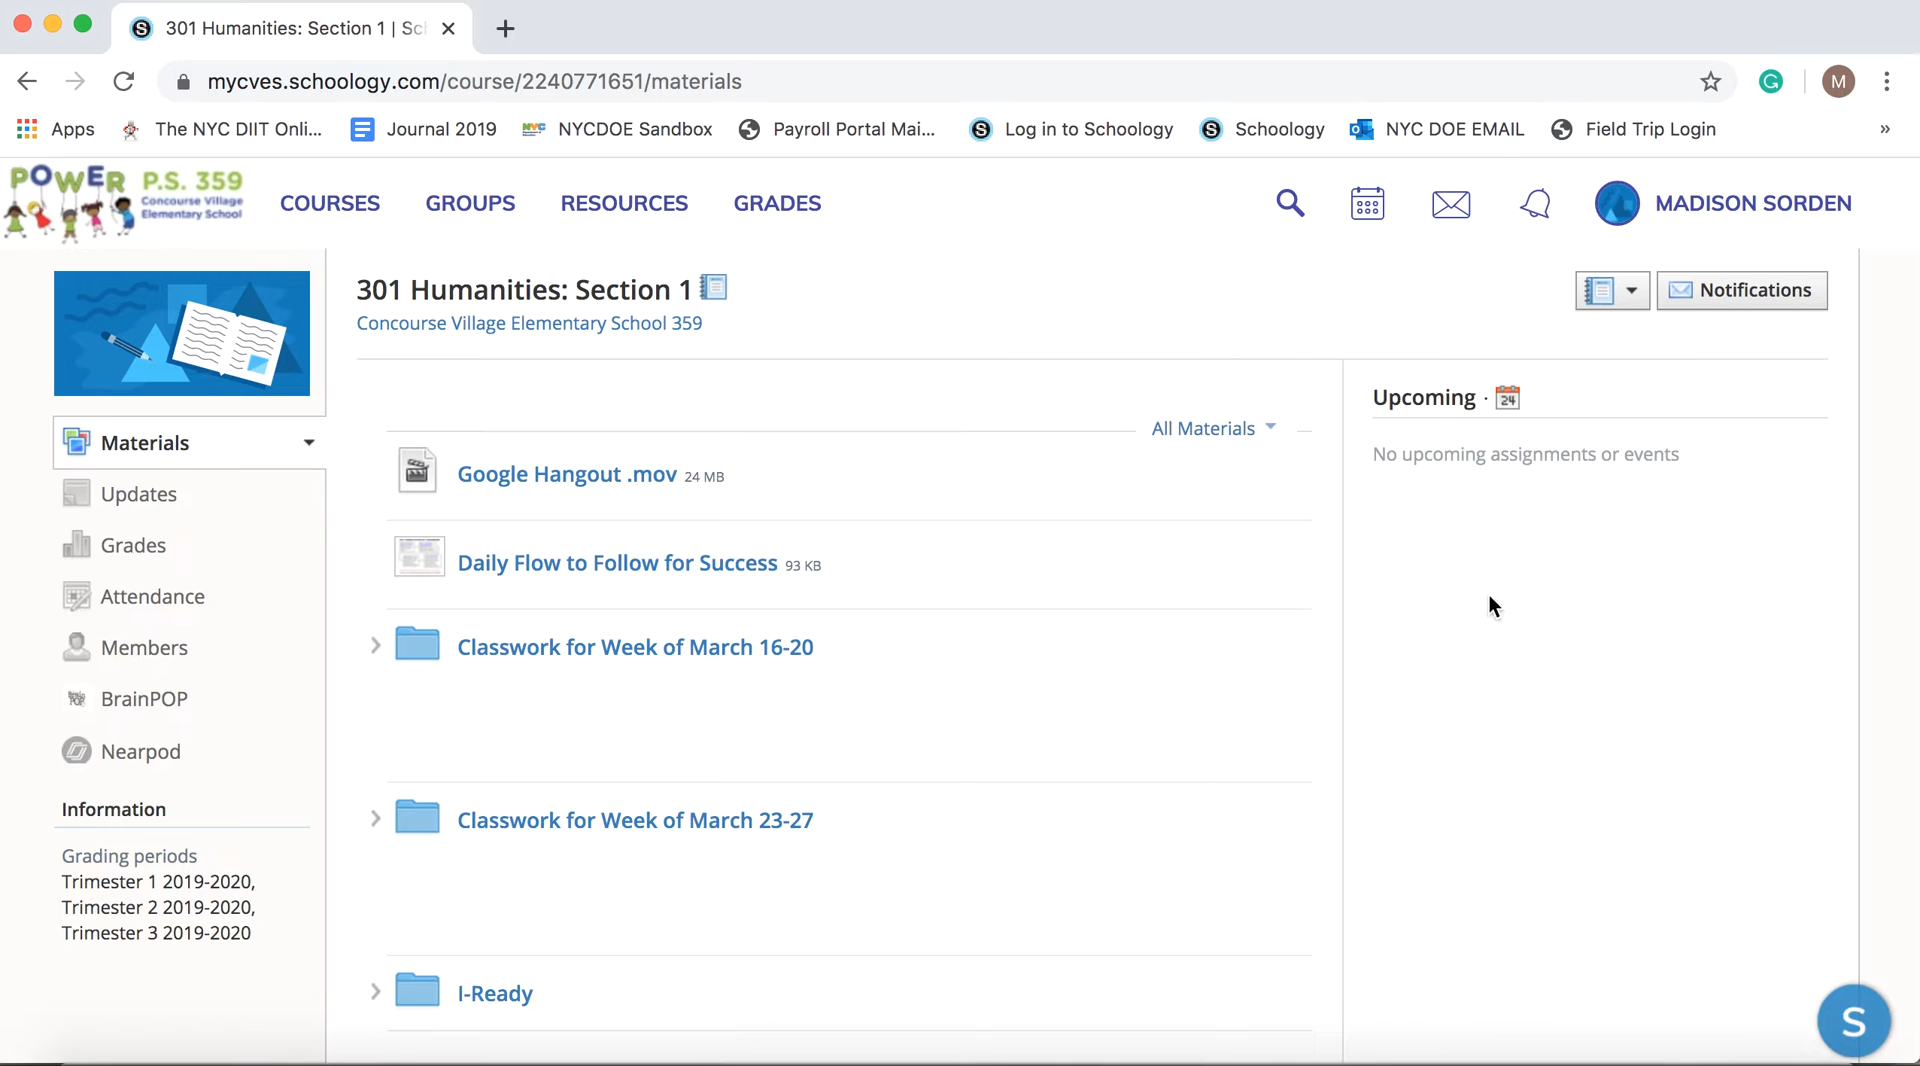 301 Humanities: Section 1 | Sc
mycves.schoology.com/course/2240771651/materials
M
Apps
The NYC DIIT Onli...
Journal 2019
NYCDOE Sandbox
Payroll Portal Mai...
Log in to Schoology
Schoology
NYC DOE EMAIL
Field Trip Login
»
POWER P.S. 359
Concourse Village
Elementary School
COURSES
GROUPS
RESOURCES
GRADES
MADISON SORDEN
301 Humanities: Section 1
Concourse Village Elementary School 359
Notifications
Materials
Updates
Grades
Attendance
Members
BrainPOP
Nearpod
Information
Grading periods
Trimester 1 2019-2020,
Trimester 2 2019-2020,
Trimester 3 2019-2020
All Materials
Google Hangout .mov 24 MB
Daily Flow to Follow for Success 93 KB
Classwork for Week of March 16-20
Classwork for Week of March 23-27
I-Ready
Upcoming · 24
No upcoming assignments or events
S